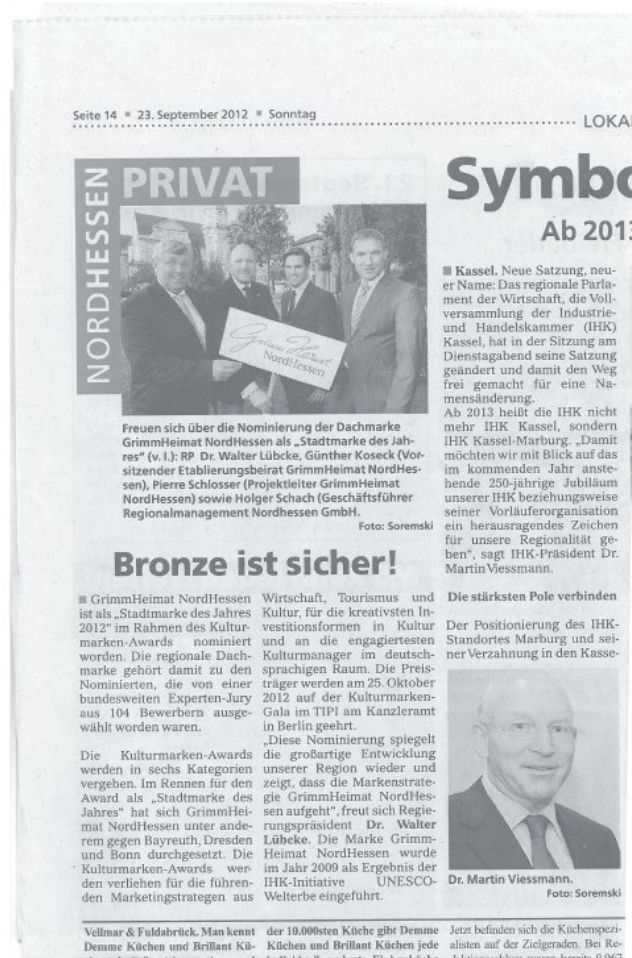 Seite 14 ■ 23. September 2012 ■ Sonntag
LOKA
NORDHESSEN
PRIVAT
Grimm Heimat
NordHessen
Freuen sich über die Nominierung der Dachmarke
GrimmHeimat NordHessen als „Stadtmarke des Jah-
res" (v. l.): RP Dr. Walter Lübcke, Günther Koseck (Vor-
sitzender Etablierungsbeirat GrimmHeimat NordHes-
sen), Pierre Schlosser (Projektleiter GrimmHeimat
NordHessen) sowie Holger Schach (Geschäftsführer
Regionalmanagement Nordhessen GmbH.
Foto: Soremski
Bronze ist sicher!
■ GrimmHeimat NordHessen
ist als „Stadtmarke des Jahres
2012" im Rahmen des Kultur-
marken-Awards nominiert
worden. Die regionale Dach-
marke gehört damit zu den
Nominierten, die von einer
bundesweiten Experten-Jury
aus 104 Bewerbern ausge-
wählt worden waren.
Die Kulturmarken-Awards
werden in sechs Kategorien
vergeben. Im Rennen für den
Award als „Stadtmarke des
Jahres" hat sich GrimmHei-
mat NordHessen unter ande-
rem gegen Bayreuth, Dresden
und Bonn durchgesetzt. Die
Kulturmarken-Awards wer-
den verliehen für die führen-
den Marketingstrategen aus
Wirtschaft, Tourismus und
Kultur, für die kreativsten In-
vestitionsformen in Kultur
und an die engagiertesten
Kulturmanager im deutsch-
sprachigen Raum. Die Preis-
träger werden am 25. Oktober
2012 auf der Kulturmarken-
Gala im TIPI am Kanzleramt
in Berlin geehrt.
„Diese Nominierung spiegelt
die großartige Entwicklung
unserer Region wieder und
zeigt, dass die Markenstrate-
gie GrimmHeimat NordHes-
sen aufgeht", freut sich Regie-
rungspräsident Dr. Walter
Lübcke. Die Marke Grimm-
Heimat NordHessen wurde
im Jahr 2009 als Ergebnis der
IHK-Initiative UNESCO-
Welterbe eingeführt.
Symbo
Ab 2013
■ Kassel. Neue Satzung, neu-
er Name: Das regionale Parla-
ment der Wirtschaft, die Voll-
versammlung der Industrie-
und Handelskammer (IHK)
Kassel, hat in der Sitzung am
Dienstagabend seine Satzung
geändert und damit den Weg
frei gemacht für eine Na-
mensänderung.
Ab 2013 heißt die IHK nicht
mehr IHK Kassel, sondern
IHK Kassel-Marburg. „Damit
möchten wir mit Blick auf das
im kommenden Jahr anste-
hende 250-jährige Jubiläum
unserer IHK beziehungsweise
seiner Vorläuferorganisation
ein herausragendes Zeichen
für unsere Regionalität ge-
ben", sagt IHK-Präsident Dr.
Martin Viessmann.
Die stärksten Pole verbinden
Der Positionierung des IHK-
Standortes Marburg und sei-
ner Verzahnung in den Kasse-
Dr. Martin Viessmann.
Foto: Soremski
Vellmar & Fuldabrück. Man kennt
Demme Küchen und Brillant Kü-
der 10.000sten Küche gibt Demme
Küchen und Brillant Küchen jede
Jetzt befinden sich die Küchenspezi-
alisten auf der Zielgeraden. Bei Re-